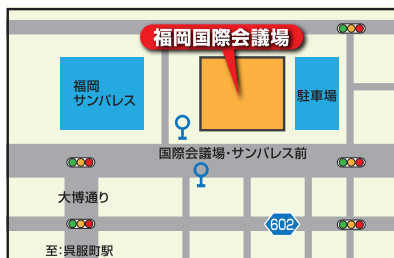 福岡国際会議場
福岡
サンパレス
駐車場
国際会議場・サンパレス前
大博通り
602
至:呉服町駅